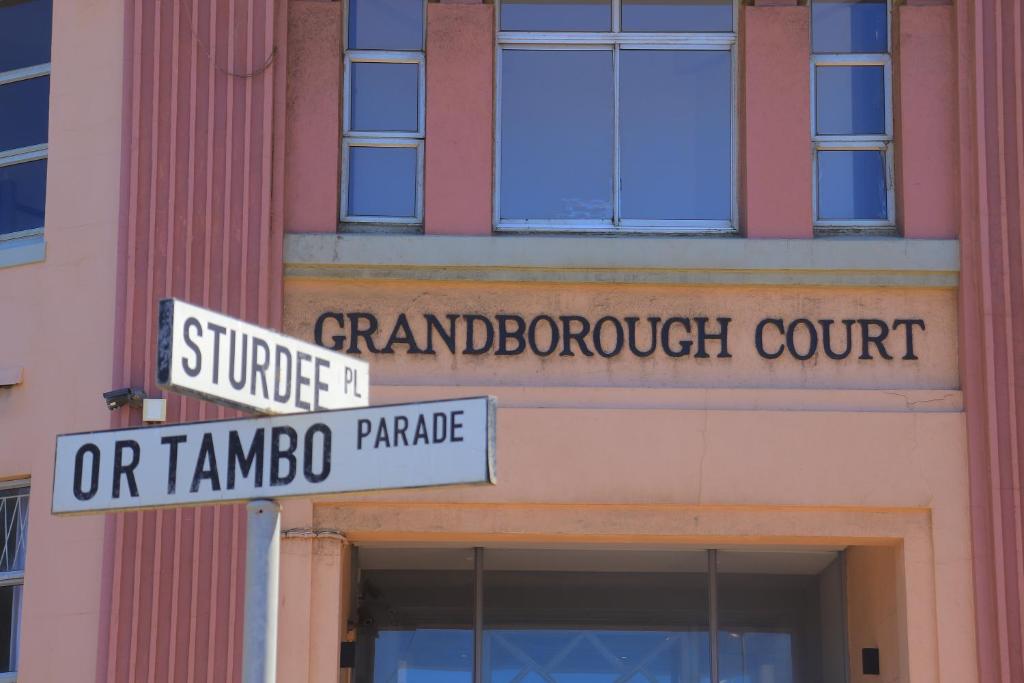 GRANDBOROUGH COURT
STURDEE PL
OR TAMBO PARADE